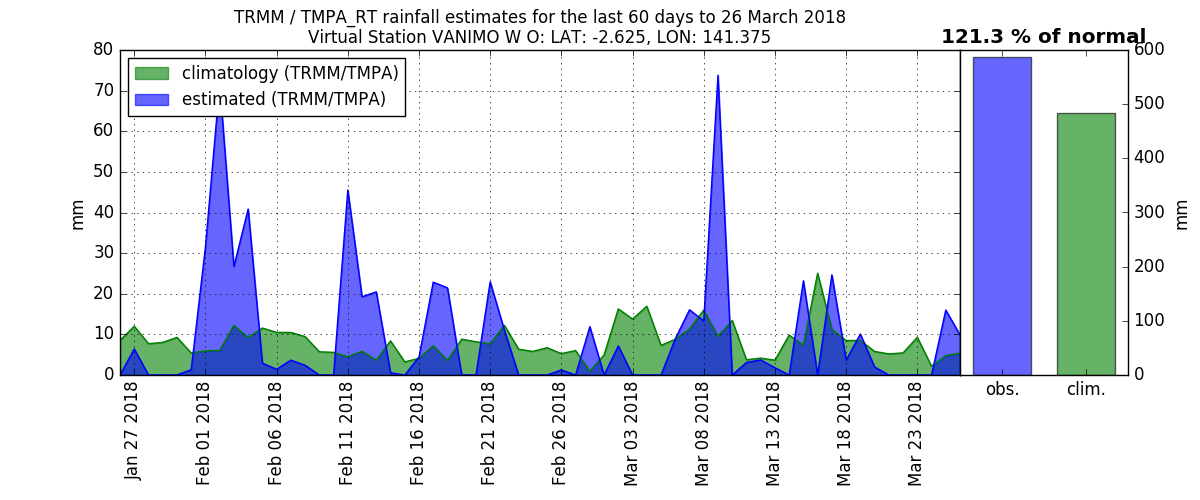 TRMM / TMPA_RT rainfall estimates for the last 60 days to 26 March 2018
Virtual Station VANIMO W O: LAT: -2.625, LON: 141.375
121.3 % of normal
climatology (TRMM/TMPA)
estimated (TRMM/TMPA)
80
70
60
50
40
30
20
10
0
mm
600
500
400
300
200
100
0
mm
obs.
clim.
Jan 27 2018
Feb 01 2018
Feb 06 2018
Feb 11 2018
Feb 16 2018
Feb 21 2018
Feb 26 2018
Mar 03 2018
Mar 08 2018
Mar 13 2018
Mar 18 2018
Mar 23 2018